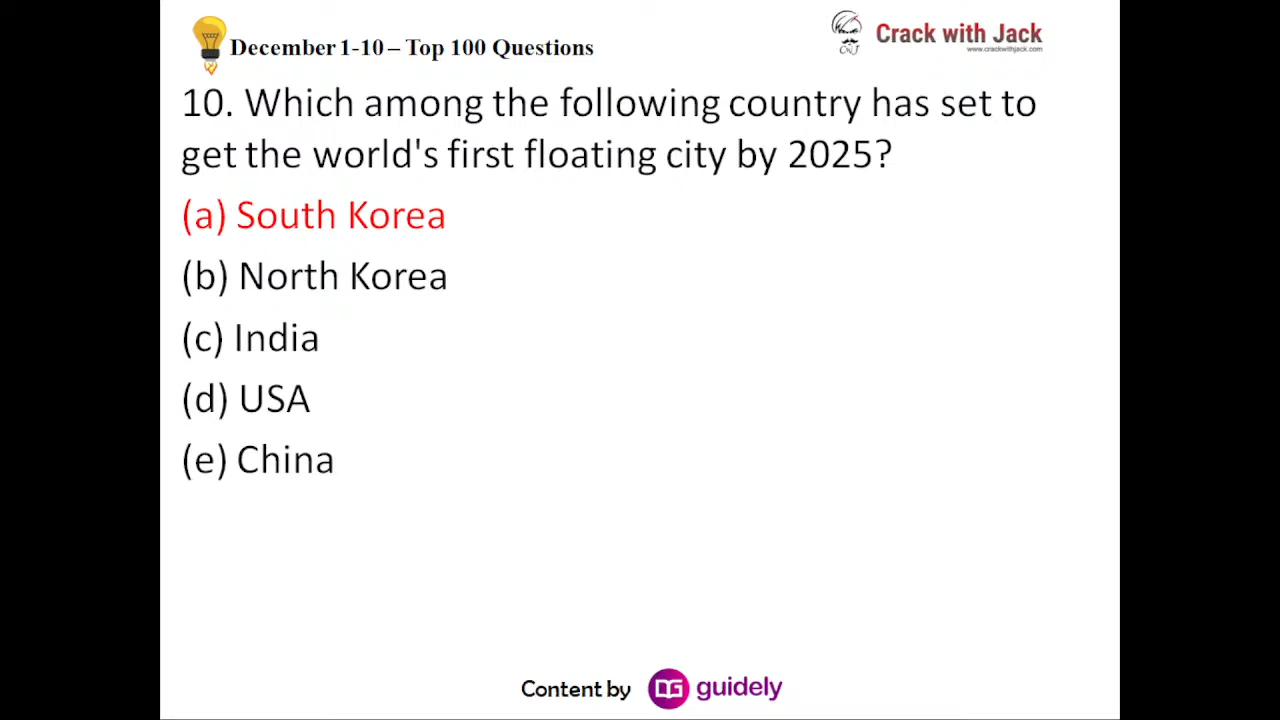 December 1-10 – Top 100 Questions
Crack with Jack
www.crackwithjack.com
CwJ
10. Which among the following country has set to
get the world's first floating city by 2025?
(a) South Korea
(b) North Korea
(c) India
(d) USA
(e) China
Content by DG guidely